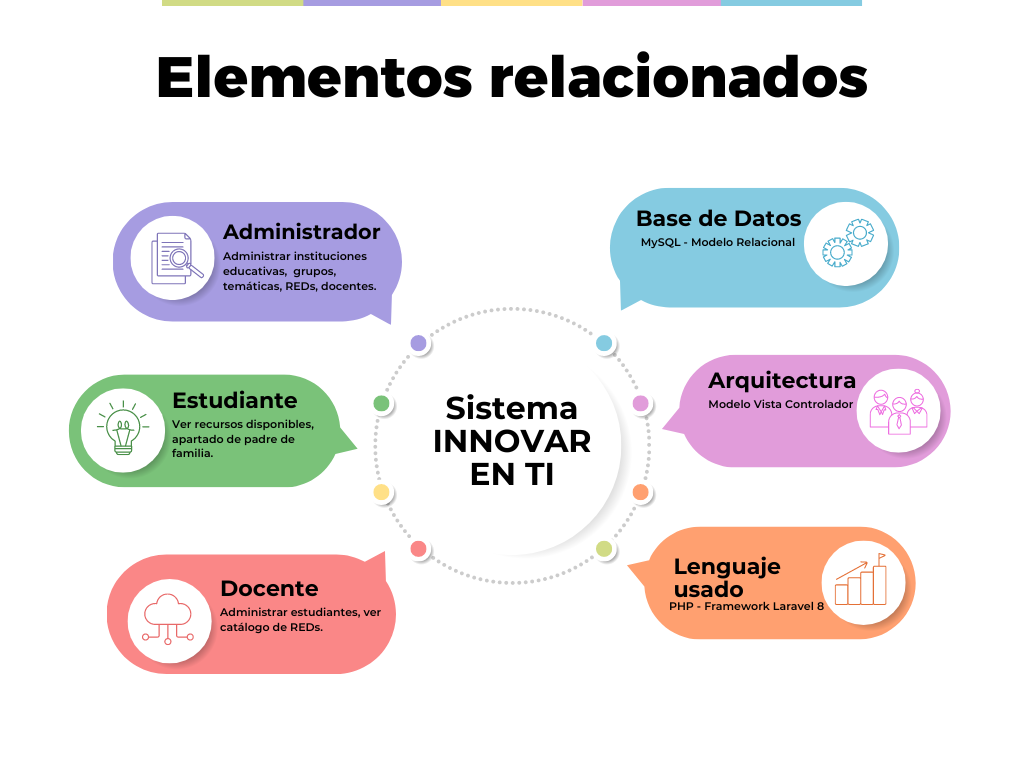 Elementos relacionados
Administrador
Administrar instituciones
educativas, grupos,
temáticas, REDs, docentes.
Estudiante
Ver recursos disponibles,
apartado de padre de
familia.
Docente
Administrar estudiantes, ver
catálogo de REDs.
Sistema
INNOVAR
EN TI
Base de Datos
MySQL - Modelo Relacional
Arquitectura
Modelo Vista Controlador
Lenguaje
usado
PHP - Framework Laravel 8